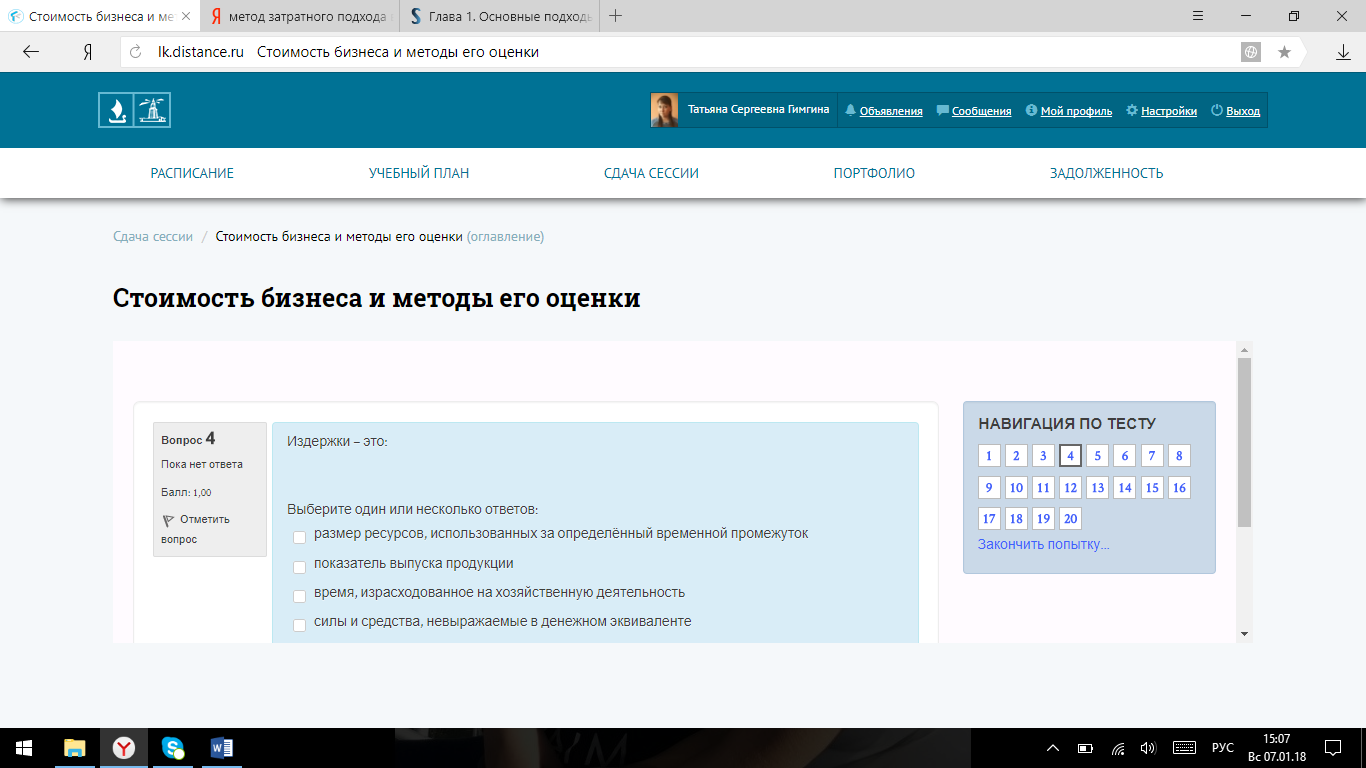 Стоимость бизнеса и мет
метод затратного подхода
Глава 1. Основные подходы
lk.distance.ru Стоимость бизнеса и методы его оценки
Татьяна Сергеевна Гимгина
Объявления
Сообщения
Мой профиль
Настройки
Выход
РАСПИСАНИЕ
УЧЕБНЫЙ ПЛАН
СДАЧА СЕССИИ
ПОРТФОЛИО
ЗАДОЛЖЕННОСТЬ
Сдача сессии / Стоимость бизнеса и методы его оценки (оглавление)
Стоимость бизнеса и методы его оценки
Вопрос 4
Пока нет ответа
Балл: 1,00
Отметить
вопрос
Издержки – это:
Выберите один или несколько ответов:
размер ресурсов, использованных за определённый временной промежуток
показатель выпуска продукции
время, израсходованное на хозяйственную деятельность
силы и средства, невыражаемые в денежном эквиваленте
НАВИГАЦИЯ ПО ТЕСТУ
1 2 3 4 5 6 7 8
9 10 11 12 13 14 15 16
17 18 19 20
Закончить попытку...
РУС
15:07
Вс 07.01.18